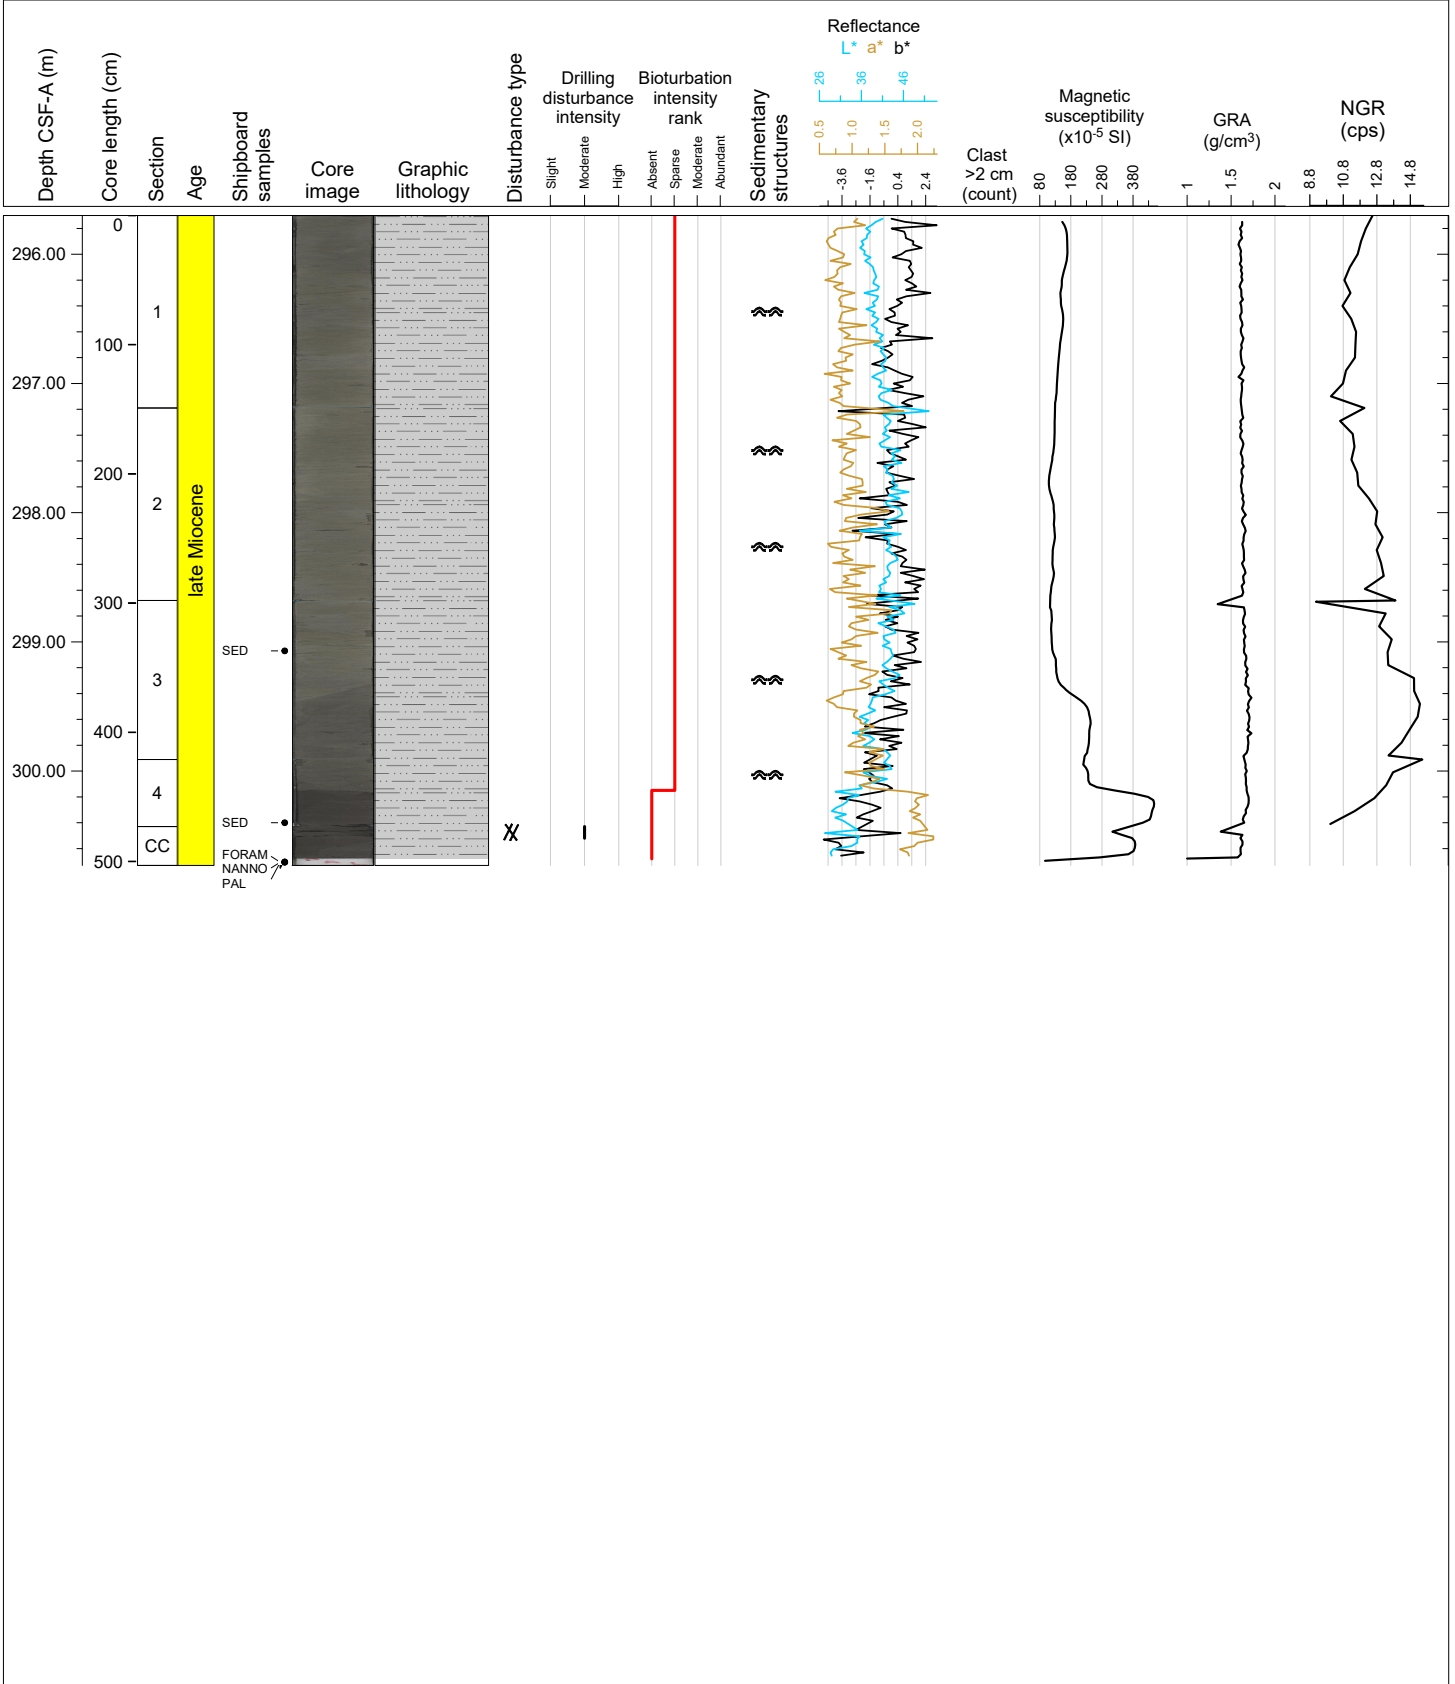 Depth CSF-A (m)
Core length (cm)
Section
Age
Shipboard
samples
Core
image
Graphic
lithology
Disturbance type
Drilling
disturbance
intensity
Slight
Moderate
High
Bioturbation
intensity
rank
Absent
Sparse
Moderate
Abundant
Sedimentary
structures
Reflectance
L* a* b*
26 36 46
0.5 1.0 1.5 2.0
-3.6 -1.6 0.4 2.4
Clast
>2 cm
(count)
Magnetic
susceptibility
(x10-5 SI)
80 180 280 380
GRA
(g/cm3)
1 1.5 2
NGR
(cps)
8.8 10.8 12.8 14.8
296.00
297.00
298.00
299.00
300.00
0
100
200
300
400
500
1
2
3
4
CC
late Miocene
SED
SED
FORAM
NANNO
PAL